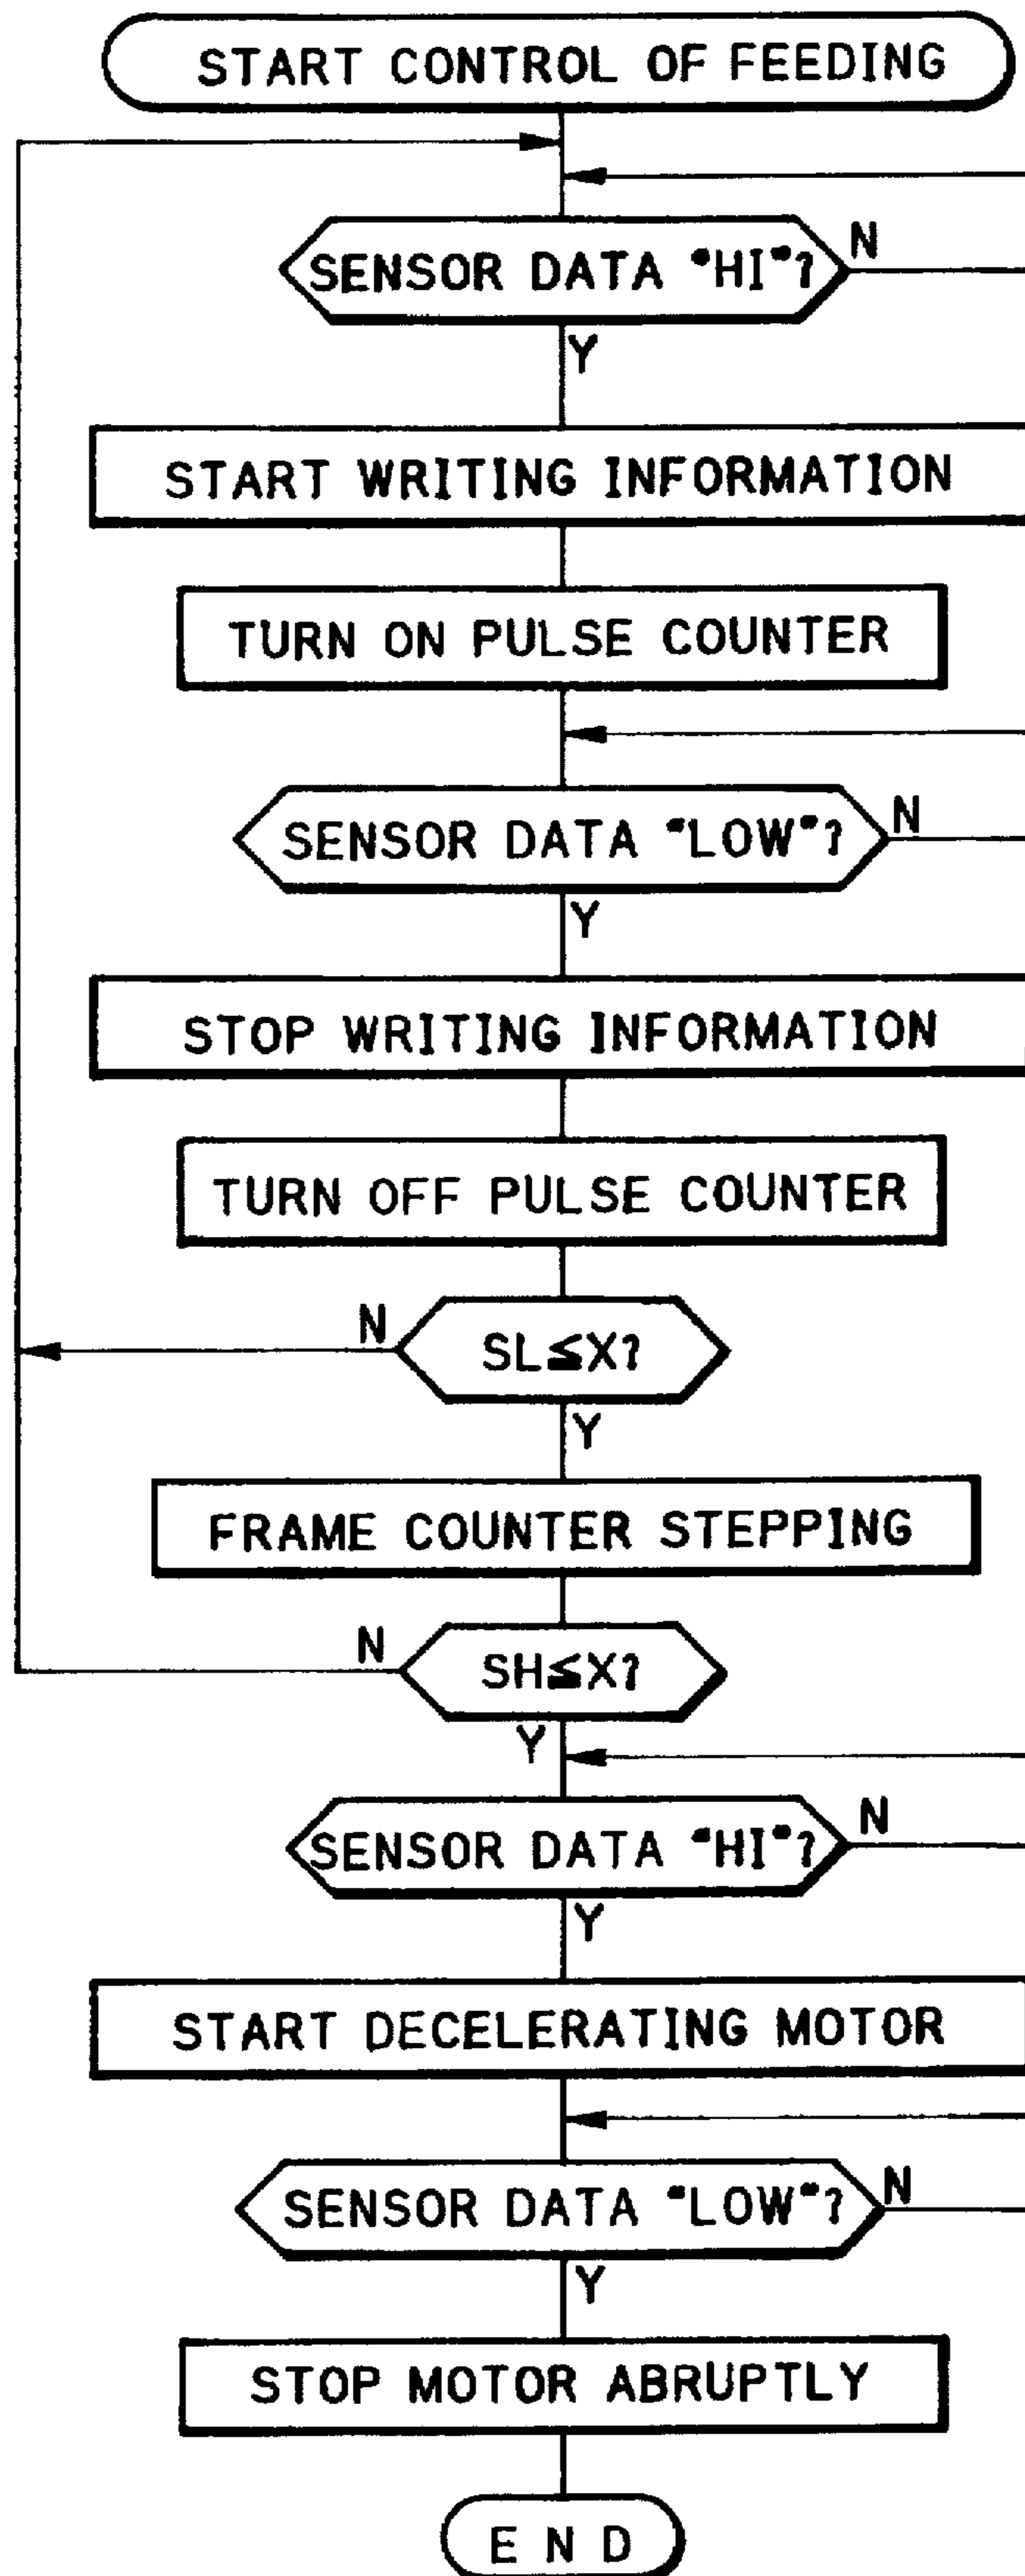 START CONTROL OF FEEDING
SENSOR DATA "HI"?
N
Y
START WRITING INFORMATION
TURN ON PULSE COUNTER
SENSOR DATA "LOW"?
N
Y
STOP WRITING INFORMATION
TURN OFF PULSE COUNTER
N
SL≦X?
Y
FRAME COUNTER STEPPING
N
SH≦X?
Y
SENSOR DATA "HI"?
N
Y
START DECELERATING MOTOR
SENSOR DATA "LOW"?
N
Y
STOP MOTOR ABRUPTLY
END